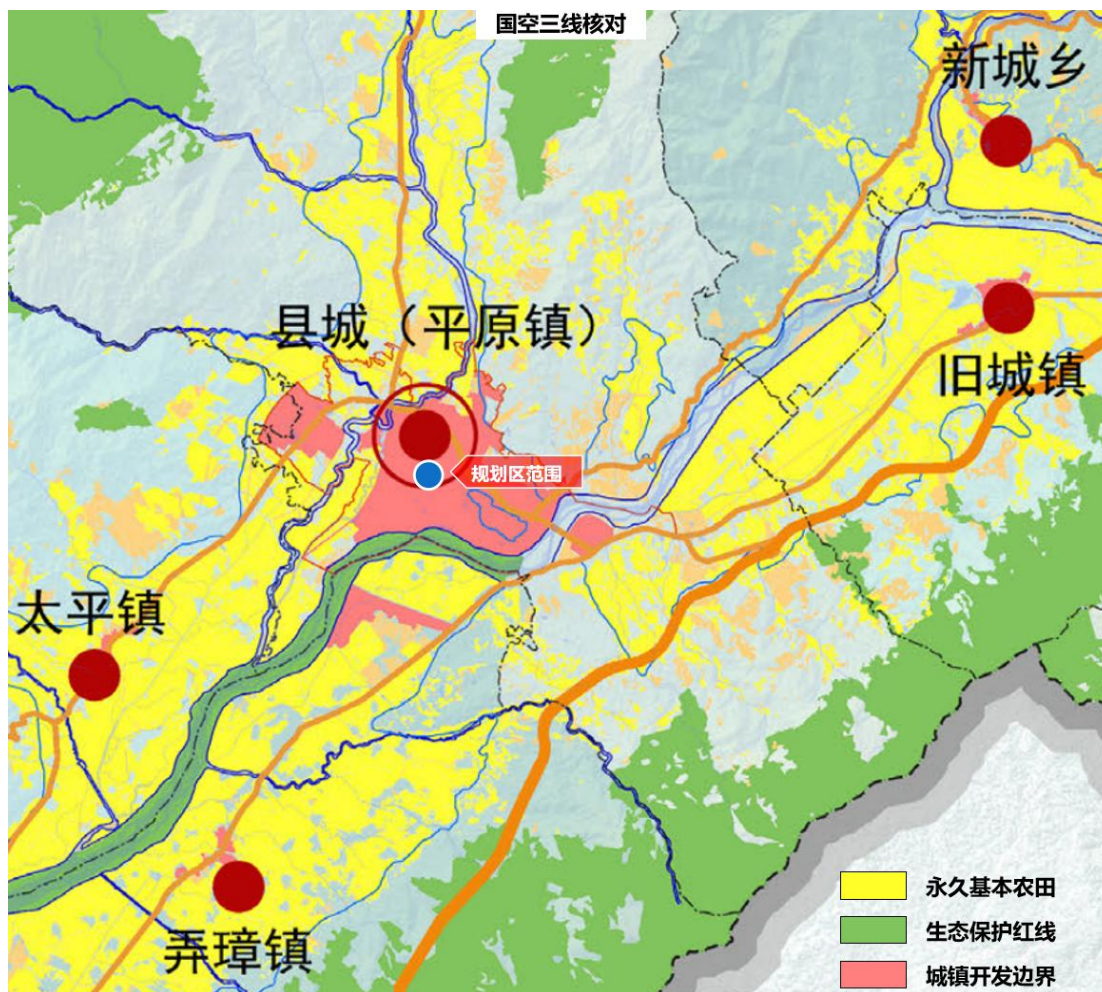 国空三线核对
新城乡
县城（平原镇）
旧城镇
规划区范围
太平镇
弄璋镇
永久基本农田
生态保护红线
城镇开发边界